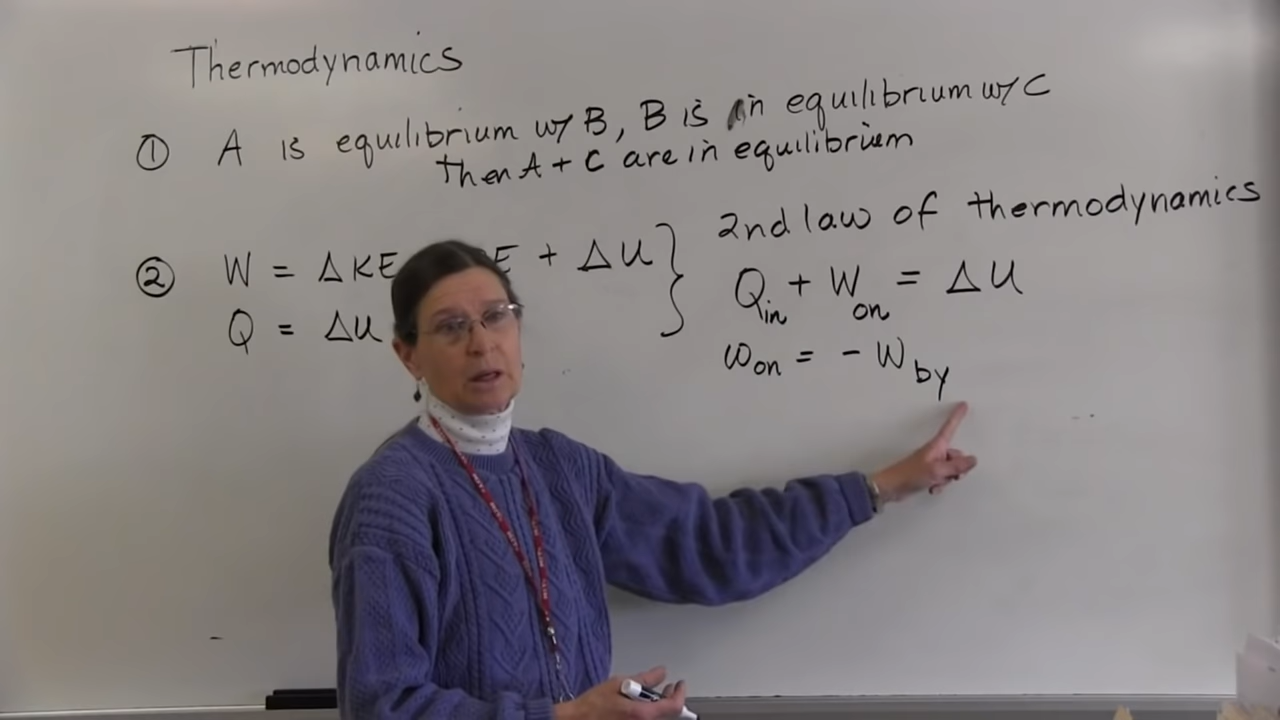 Thermodynamics
① A is equilibrium w/ B, B is in equilibrium w/ C
Then A + C are in equilibrium
② W = ΔKE E + ΔU } 2nd law of thermodynamics
Q = ΔU
Qin + Won = ΔU
Won = - Wby